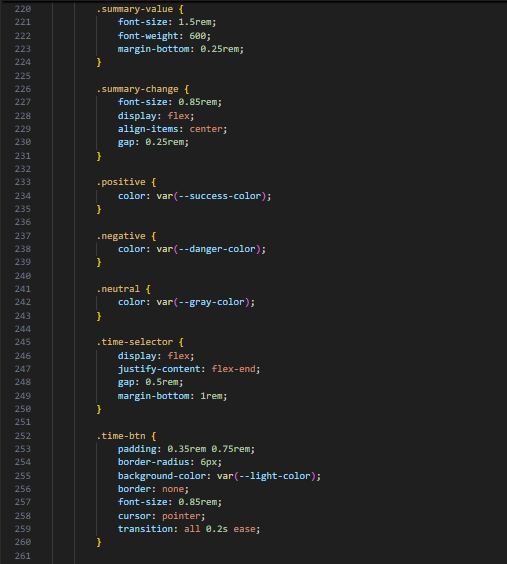 220 .summary-value {
221 font-size: 1.5rem;
222 font-weight: 600;
223 margin-bottom: 0.25rem;
224 }
225
226 .summary-change {
227 font-size: 0.85rem;
228 display: flex;
229 align-items: center;
230 gap: 0.25rem;
231 }
232
233 .positive {
234 color: var(--success-color);
235 }
236
237 .negative {
238 color: var(--danger-color);
239 }
240
241 .neutral {
242 color: var(--gray-color);
243 }
244
245 .time-selector {
246 display: flex;
247 justify-content: flex-end;
248 gap: 0.5rem;
249 margin-bottom: 1rem;
250 }
251
252 .time-btn {
253 padding: 0.35rem 0.75rem;
254 border-radius: 6px;
255 background-color: var(--light-color);
256 border: none;
257 font-size: 0.85rem;
258 cursor: pointer;
259 transition: all 0.2s ease;
260 }
261